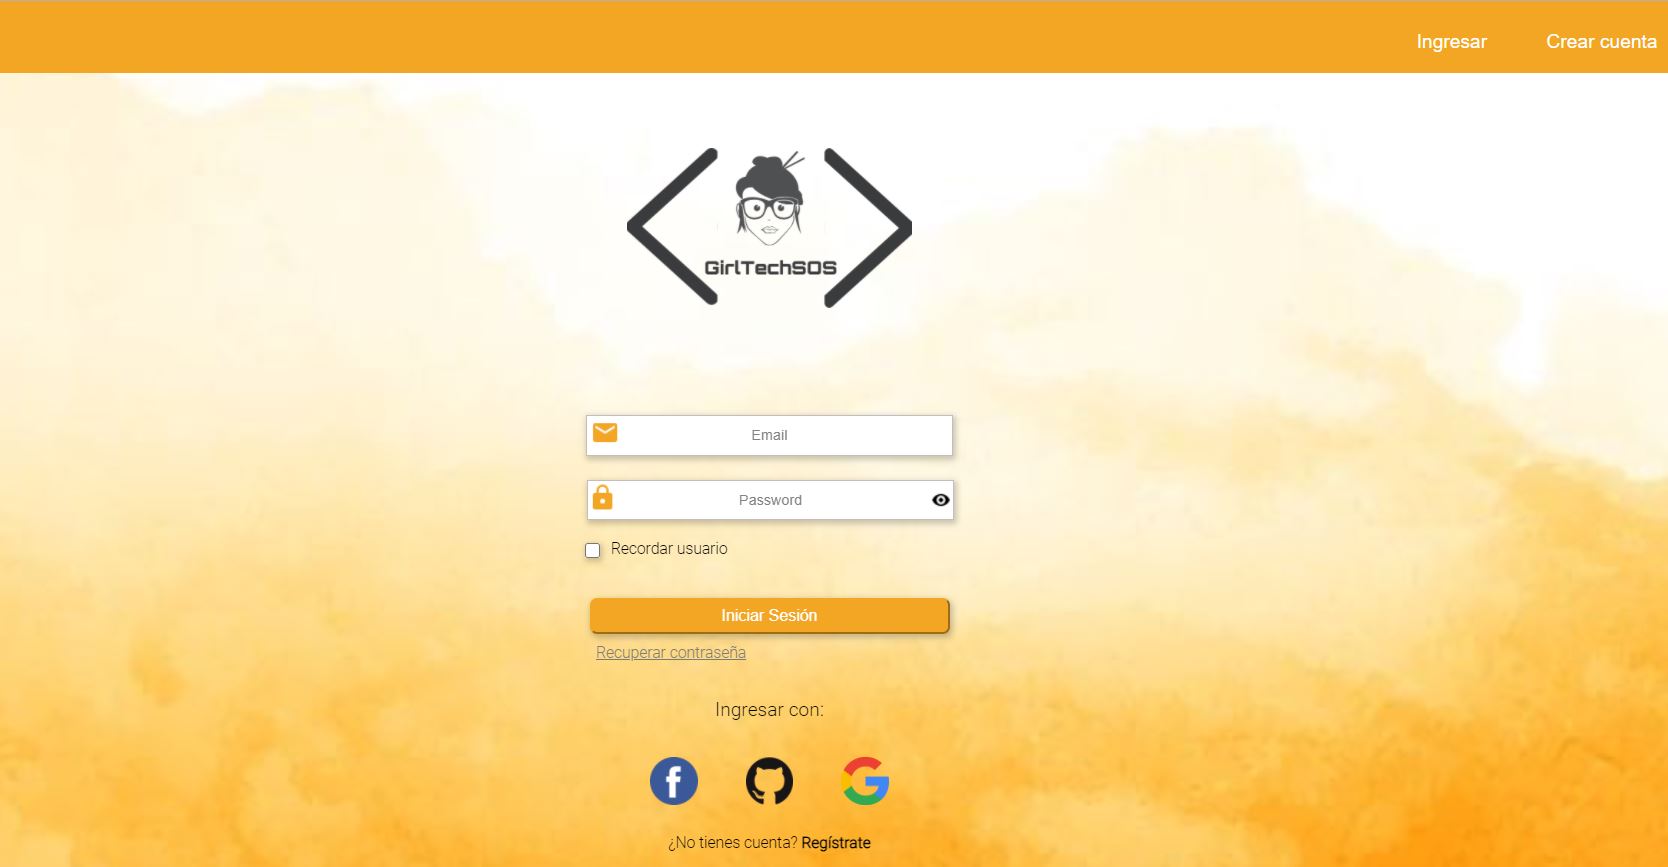 Ingresar Crear cuenta
GirlTechSOS
Email
Password
Recordar usuario
Iniciar Sesión
Recuperar contraseña
Ingresar con:
¿No tienes cuenta? Regístrate